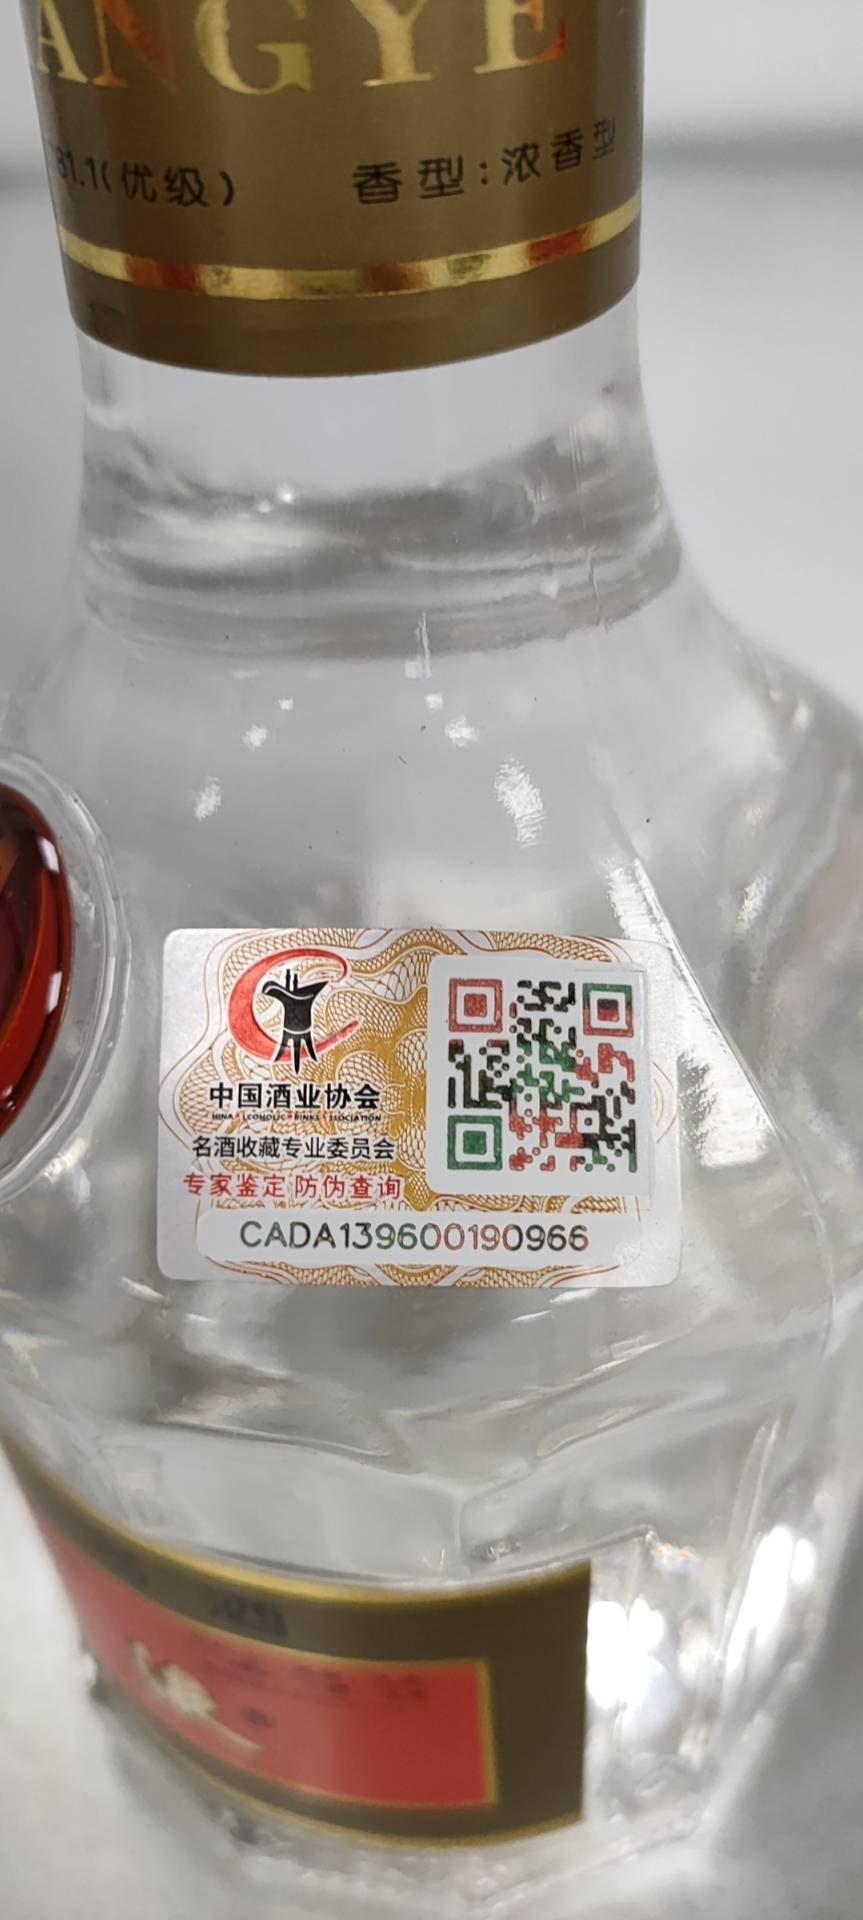 ANGYE
81.1(优级) 香型:浓香型
中国酒业协会
名酒收藏专业委员会
专家鉴定 防伪查询
CADA139600190966